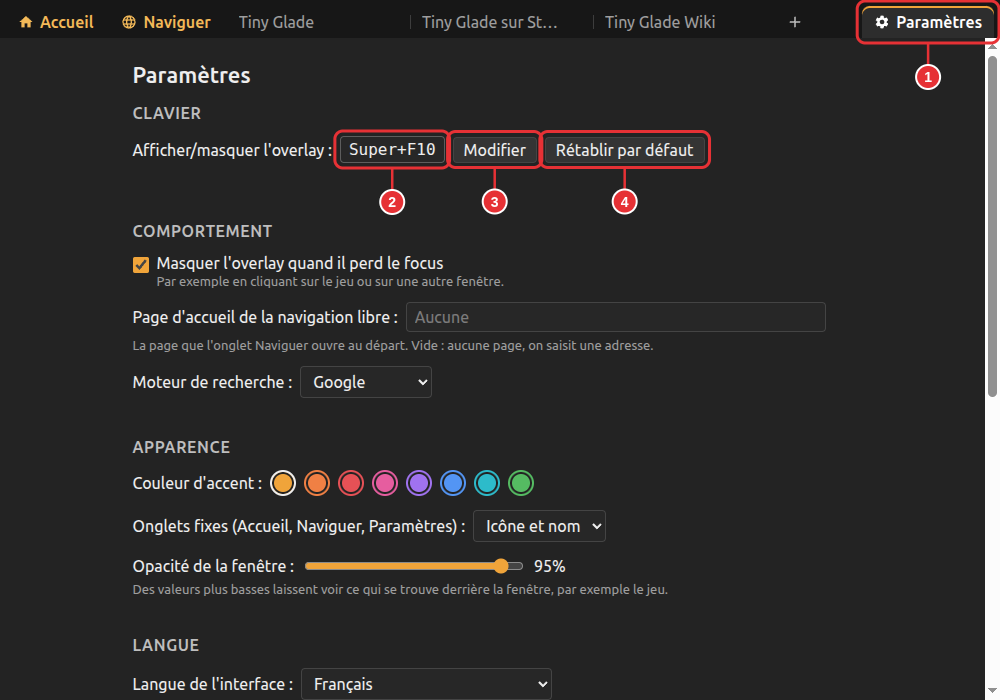 Accueil Naviguer Tiny Glade Tiny Glade sur St… Tiny Glade Wiki + Paramètres
1
Paramètres
CLAVIER
Afficher/masquer l'overlay : Super+F10 Modifier Rétablir par défaut
2 3 4
COMPORTEMENT
Masquer l'overlay quand il perd le focus
Par exemple en cliquant sur le jeu ou sur une autre fenêtre.
Page d'accueil de la navigation libre : Aucune
La page que l'onglet Naviguer ouvre au départ. Vide : aucune page, on saisit une adresse.
Moteur de recherche : Google
APPARENCE
Couleur d'accent :
Onglets fixes (Accueil, Naviguer, Paramètres) : Icône et nom
Opacité de la fenêtre : 95%
Des valeurs plus basses laissent voir ce qui se trouve derrière la fenêtre, par exemple le jeu.
LANGUE
Langue de l'interface : Français